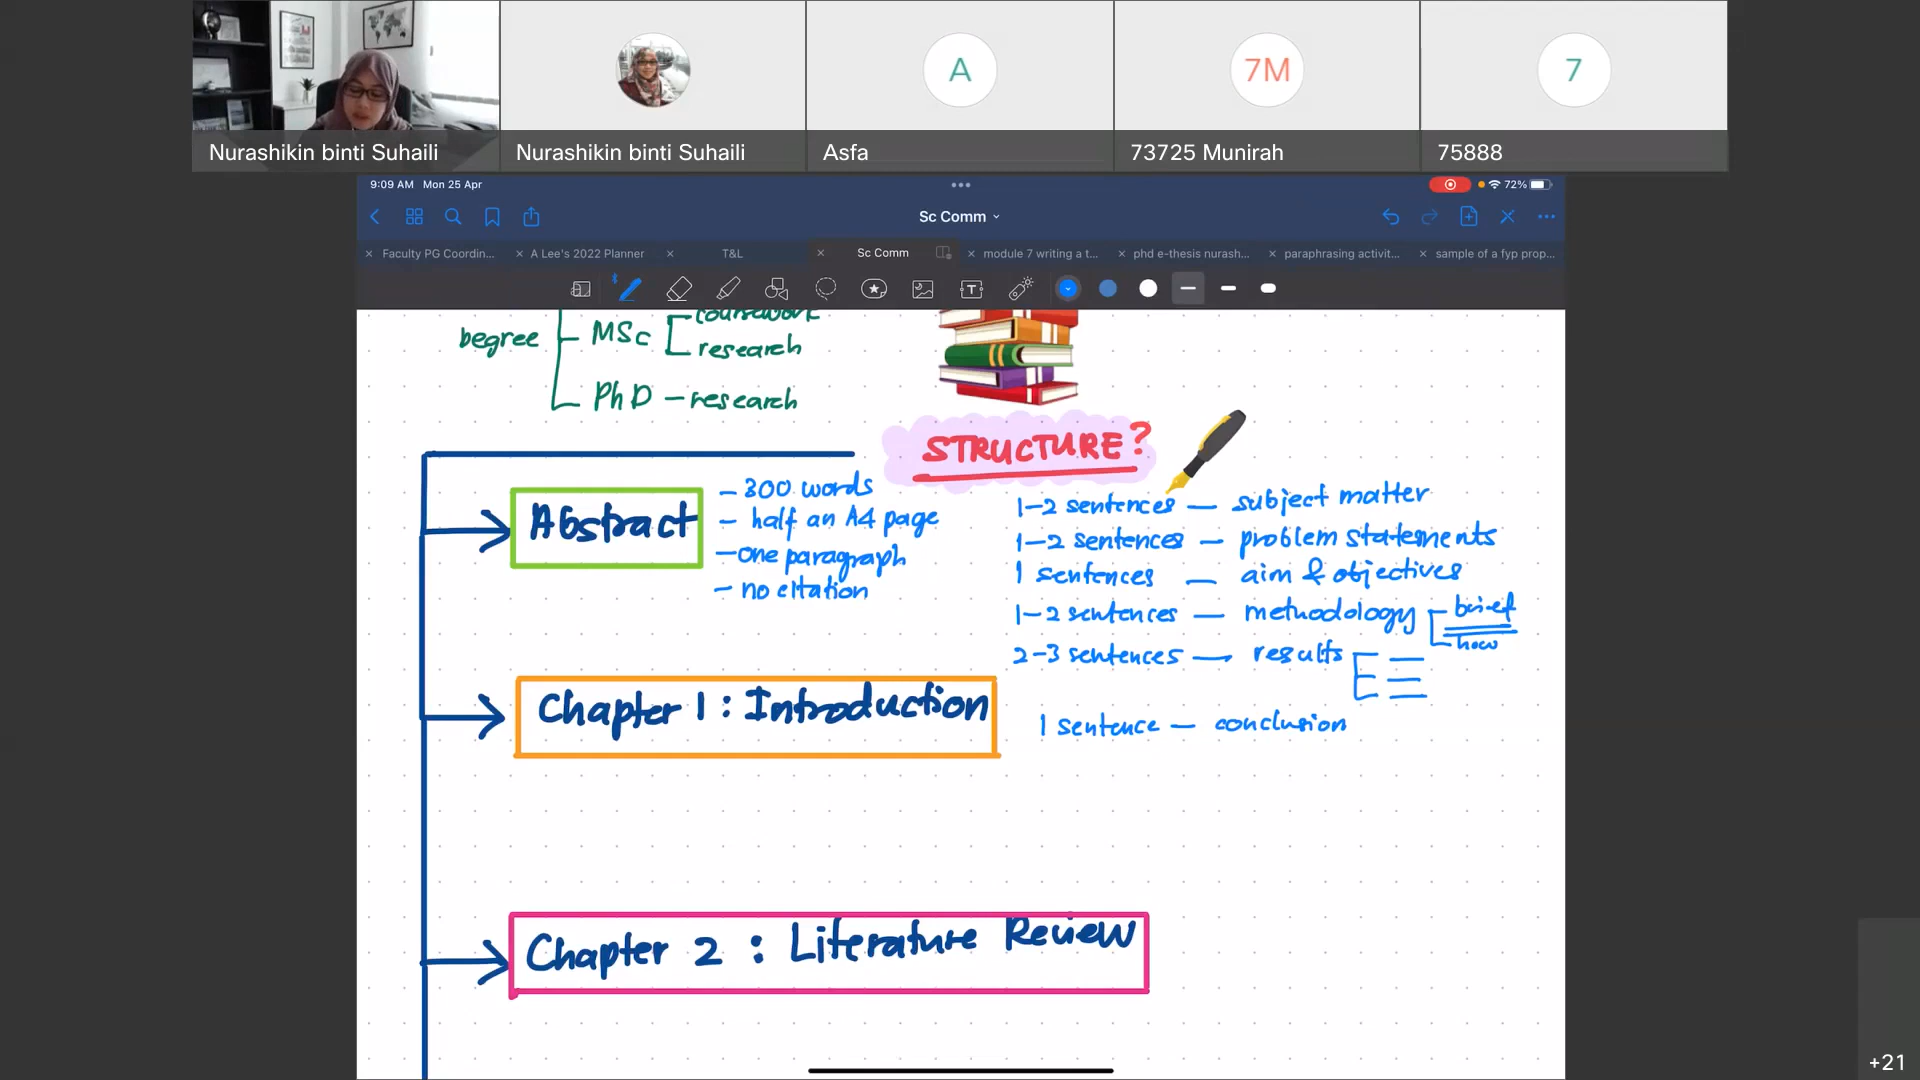 Nurashikin binti Suhaili
Nurashikin binti Suhaili
A
Asfa
7M
73725 Munirah
7
75888
9:09 AM Mon 25 Apr
72%
Sc Comm
Faculty PG Coordin...
A Lee's 2022 Planner
T&L
Sc Comm
module 7 writing a t...
phd e-thesis nurash...
paraphrasing activit...
sample of a fyp prop...
coursework
degree MSc research
PhD - research
STRUCTURE?
Abstract
- 300 words
- half an A4 page
- one paragraph
- no citation
1-2 sentences - subject matter
1-2 sentences - problem statements
1 sentences - aim & objectives
1-2 sentences - methodology brief
how
2-3 sentences - results
1 sentence - conclusion
Chapter 1 : Introduction
Chapter 2 : Literature Review
+21